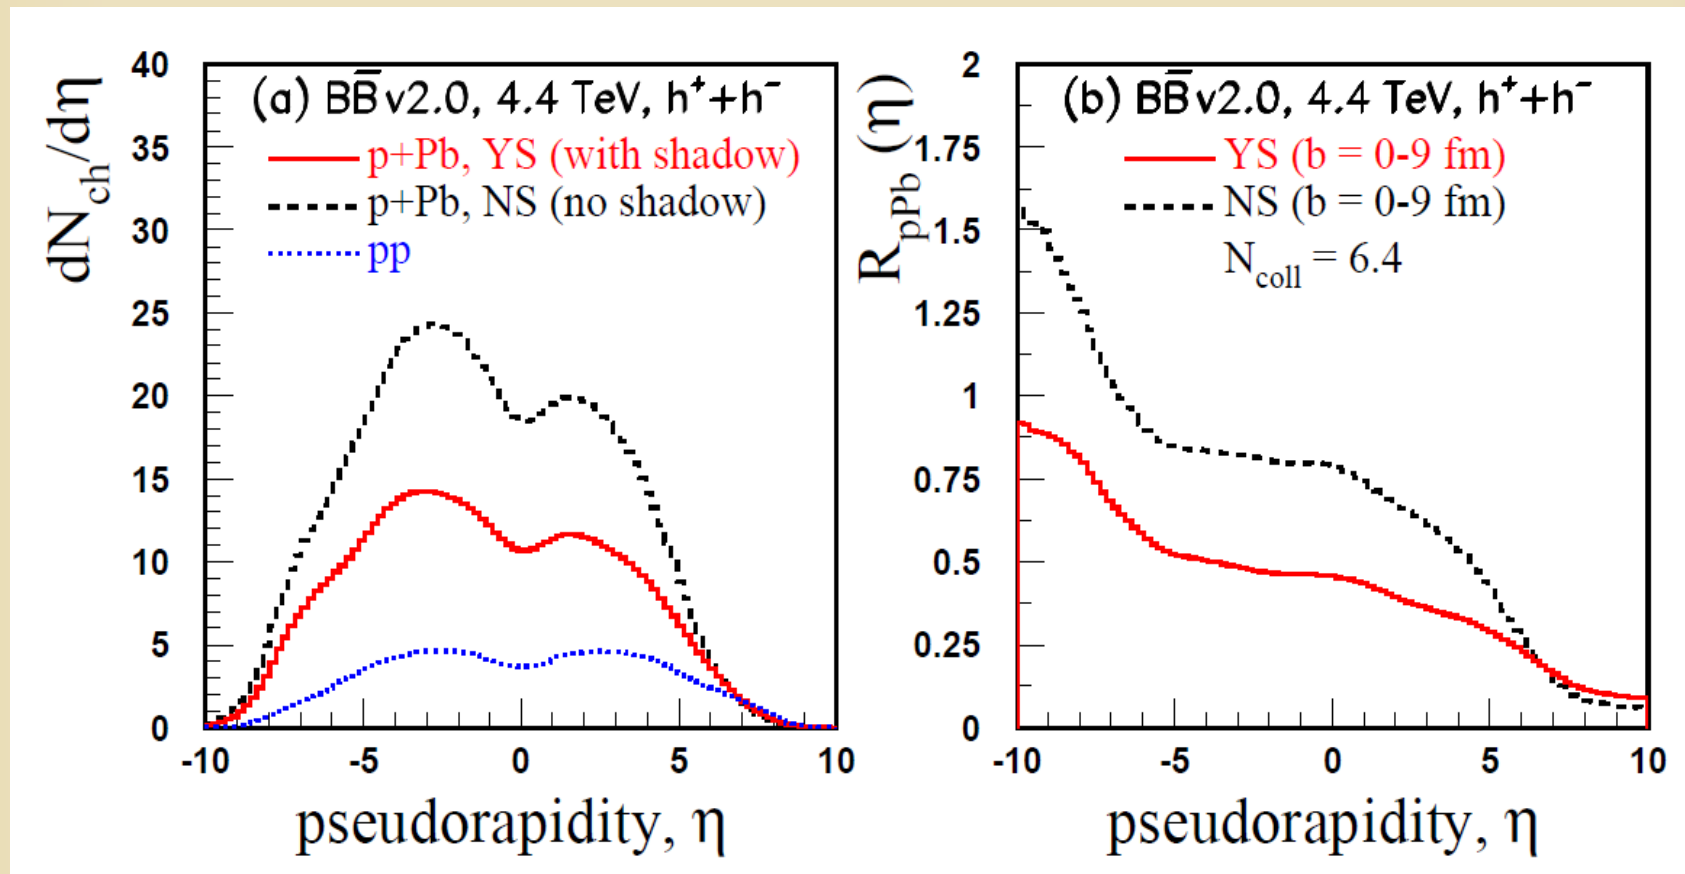 dN_ch/dη
40
35
30
25
20
15
10
5
0
(a) BB̅ v2.0, 4.4 TeV, h⁺+h⁻
p+Pb, YS (with shadow)
p+Pb, NS (no shadow)
pp
-10 -5 0 5 10
pseudorapidity, η
R_pPb (η)
2
1.75
1.5
1.25
1
0.75
0.5
0.25
0
(b) BB̅ v2.0, 4.4 TeV, h⁺+h⁻
YS (b = 0-9 fm)
NS (b = 0-9 fm)
N_coll = 6.4
-10 -5 0 5 10
pseudorapidity, η